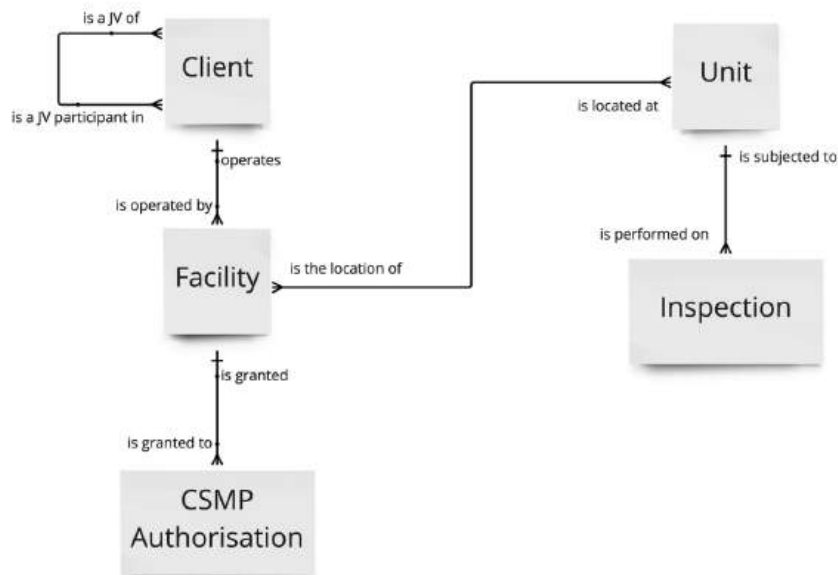 is a JV of
Client
is a JV participant in
Unit
is located at
operates
is subjected to
is operated by
is performed on
Facility
is the location of
Inspection
is granted
is granted to
CSMP
Authorisation